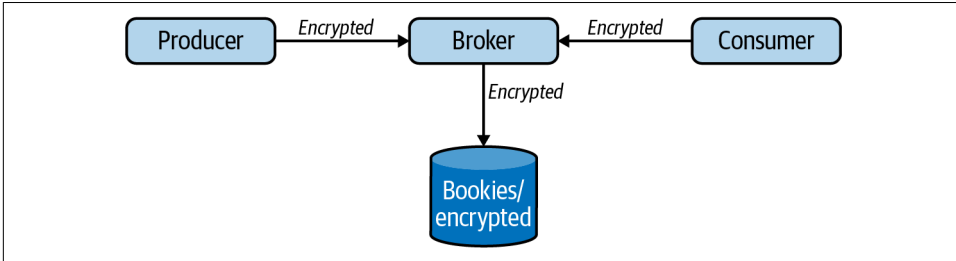 Producer
Encrypted
Broker
Encrypted
Consumer
Encrypted
Bookies/
encrypted